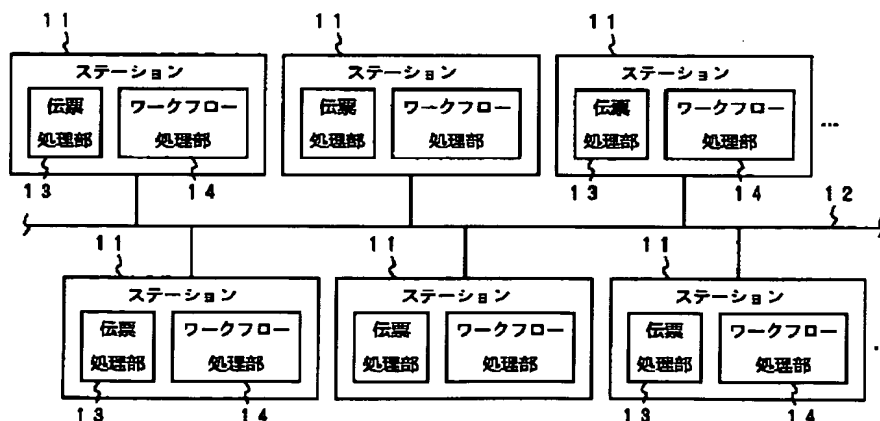 11 11 11
ステーション ステーション ステーション
伝票 ワークフロー 伝票 ワークフロー 伝票 ワークフロー
処理部 処理部 処理部 処理部 処理部 処理部
...
13 14 13 14
12
11 11 11
ステーション ステーション ステーション
伝票 ワークフロー 伝票 ワークフロー 伝票 ワークフロー
処理部 処理部 処理部 処理部 処理部 処理部
13 14 13 14